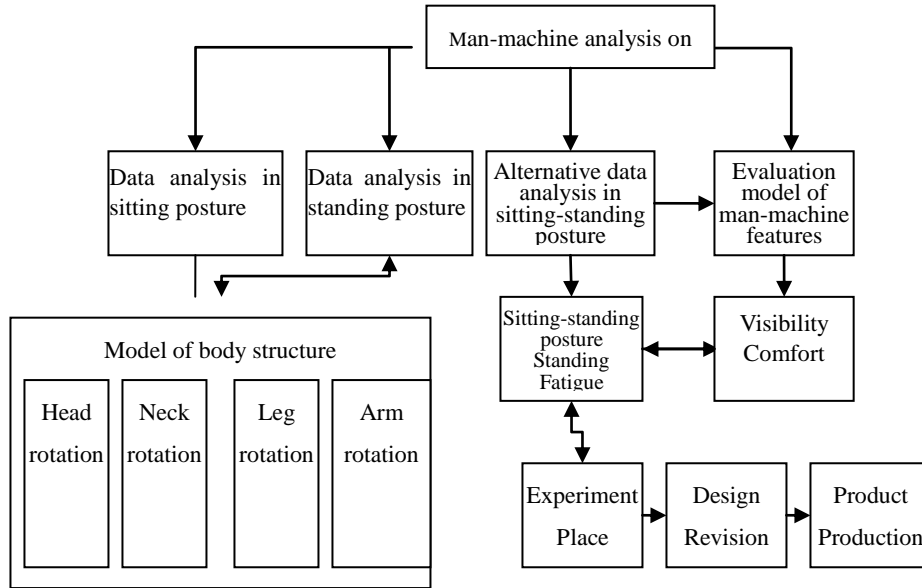 Man-machine analysis on
Data analysis in
sitting posture
Data analysis in
standing posture
Alternative data
analysis in
sitting-standing
posture
Evaluation
model of
man-machine
features
Sitting-standing
posture
Standing
Fatigue
Visibility
Comfort
Model of body structure
Head
rotation
Neck
rotation
Leg
rotation
Arm
rotation
Experiment
Place
Design
Revision
Product
Production